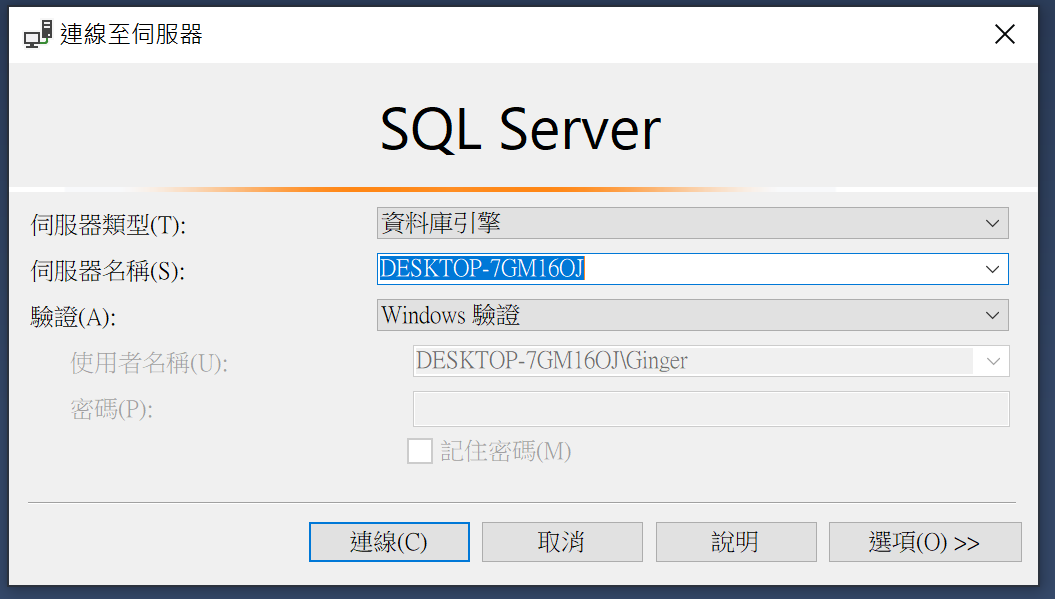 連線至伺服器
SQL Server
伺服器類型(T): 資料庫引擎
伺服器名稱(S): DESKTOP-7GM16OJ
驗證(A): Windows 驗證
使用者名稱(U): DESKTOP-7GM16OJ\Ginger
密碼(P):
記住密碼(M)
連線(C) 取消 說明 選項(O) >>